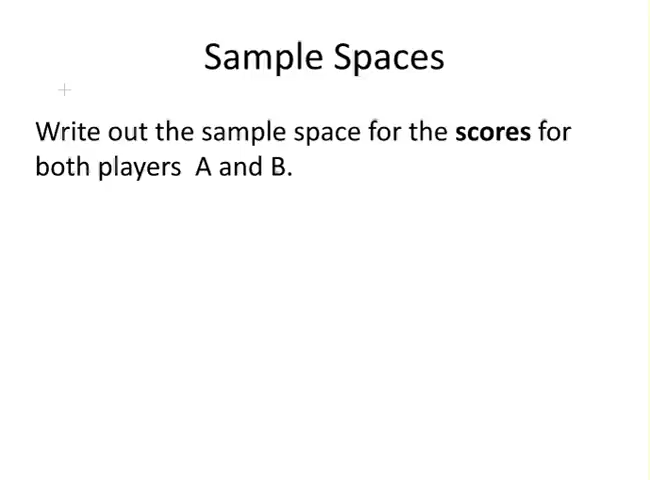 Sample Spaces
Write out the sample space for the scores for
both players  A and B.